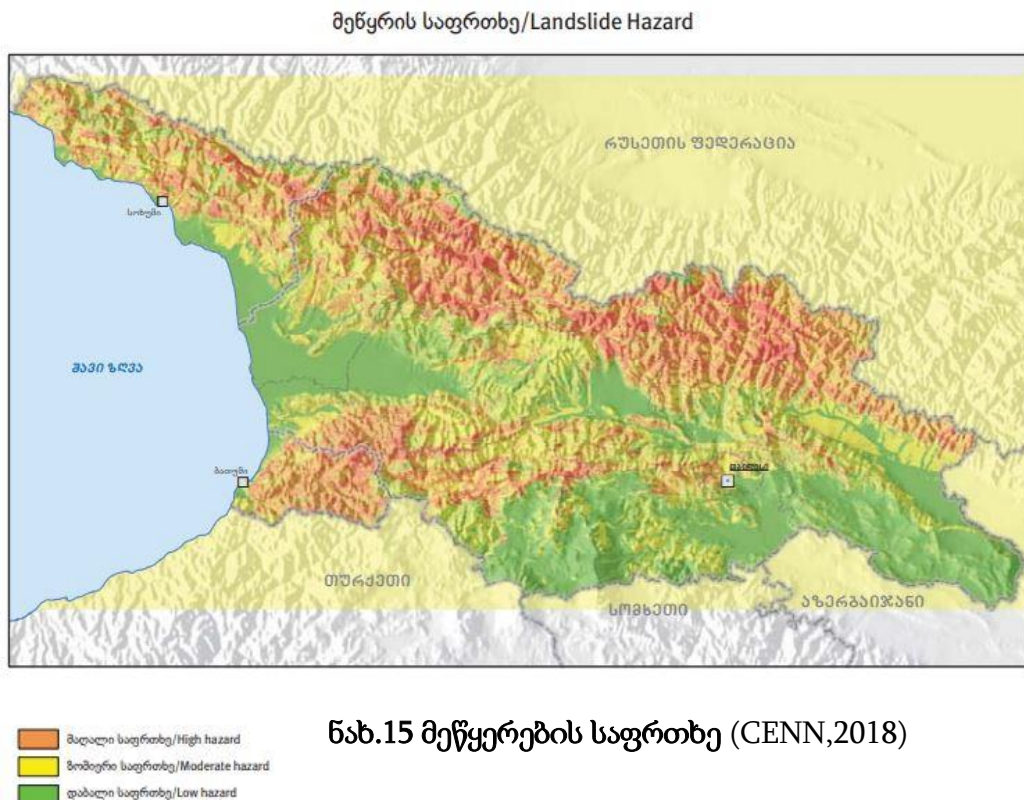 მეწყრის საფრთხე/Landslide Hazard
რუსეთის ფედერაცია
სოხუმი
შავი ზღვა
ბათუმი
თბილისი
თურქეთი
სომხეთი
აზერბაიჯანი
ნახ.15 მეწყერების საფრთხე (CENN,2018)
მაღალი საფრთხე/High hazard
ზომიერი საფრთხე/Moderate hazard
დაბალი საფრთხე/Low hazard